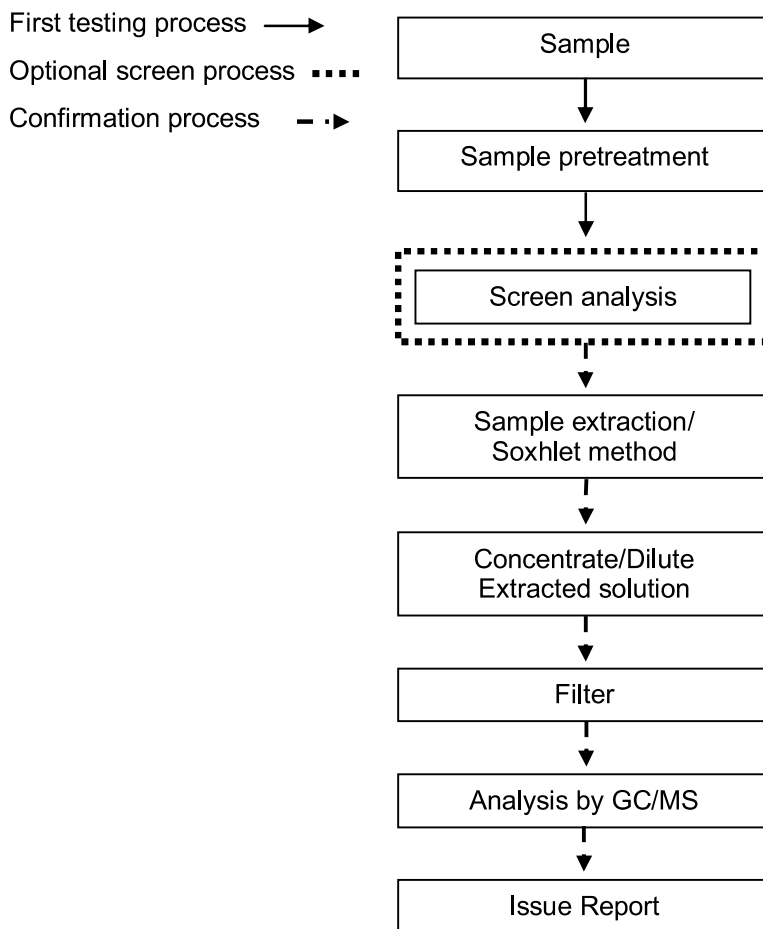 First testing process
Optional screen process
Confirmation process
Sample
Sample pretreatment
Screen analysis
Sample extraction/
Soxhlet method
Concentrate/Dilute
Extracted solution
Filter
Analysis by GC/MS
Issue Report